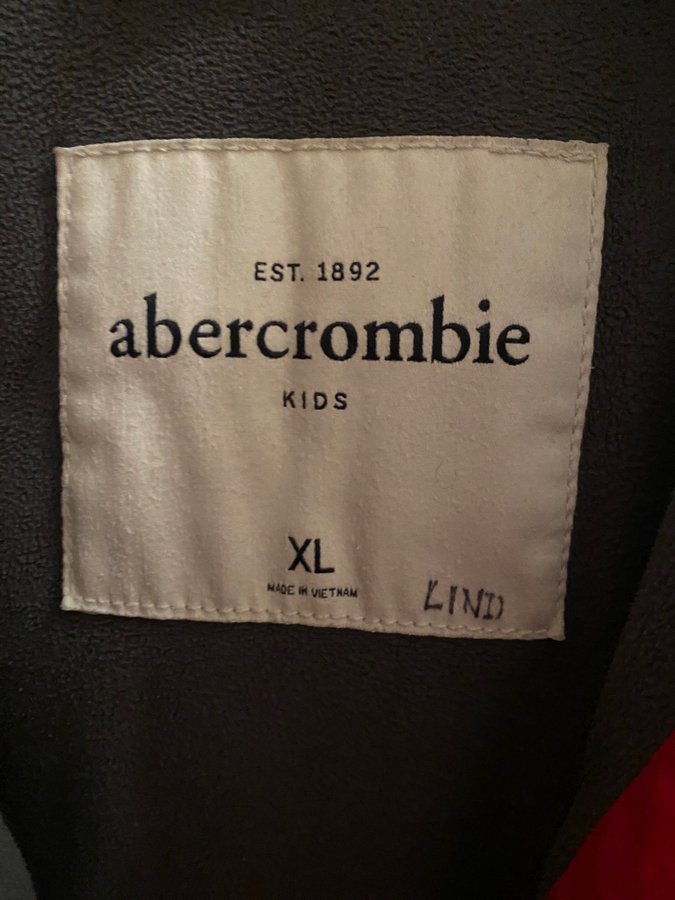 EST. 1892
abercrombie
KIDS
XL
MADE IN VIETNAM
LIND